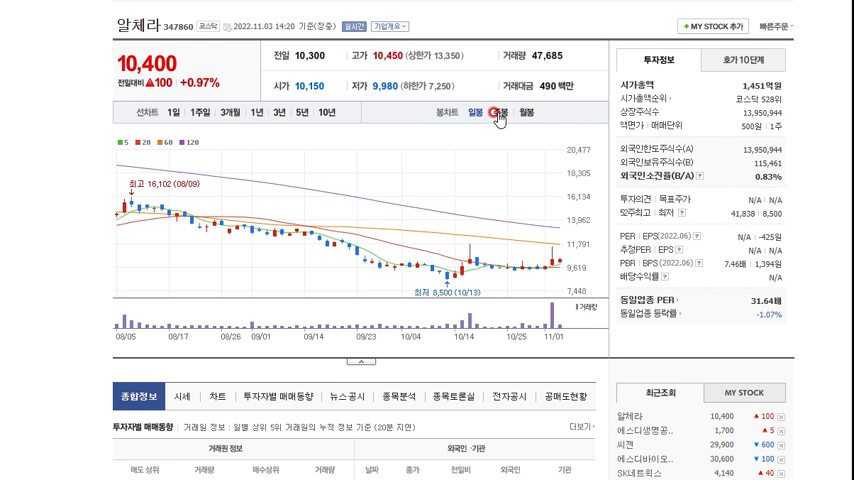 알체라 347860 코스닥 2022.11.03 14:20 기준(장중) 실시간 기업개요
+ MY STOCK 추가 빠른주문
10,400
전일대비 ▲100 +0.97%
전일 10,300 고가 10,450 (상한가 13,350) 거래량 47,685
시가 10,150 저가 9,980 (하한가 7,250) 거래대금 490 백만
선차트 1일 1주일 3개월 1년 3년 5년 10년 봉차트 일봉 주봉 월봉
5 20 60 120
20,477
18,305
16,134
13,962
11,791
9,619
7,448
최고 16,102 (08/09)
최저 8,500 (10/13)
거래량
08/05 08/17 08/26 09/01 09/14 09/23 10/04 10/14 10/25 11/01
투자정보 호가 10단계
시가총액 1,451억원
시가총액순위 코스닥 528위
상장주식수 13,950,944
액면가 매매단위 500원 1주
외국인한도주식수(A) 13,950,944
외국인보유주식수(B) 115,461
외국인소진율(B/A) ? 0.83%
투자의견 목표주가 N/A N/A
52주최고 최저 ? 41,838 8,500
PER EPS(2022.06) ? N/A -425원
추정PER EPS ? N/A N/A
PBR BPS (2022.06) ? 7.46배 1,394원
배당수익률 ? N/A
동일업종 PER 31.64배
동일업종 등락률 -1.07%
종합정보 시세 차트 투자자별 매매동향 뉴스공시 종목분석 종목토론실 전자공시 공매도현황
투자자별 매매동향 거래원 정보 : 일별 상위 5위 거래원의 누적 정보 기준 (20분 지연) 더보기
거래원 정보 외국인·기관
매도 상위 거래량 매수상위 거래량 날짜 종가 전일비 외국인 기관
최근조회 MY STOCK
알체라 10,400 ▲ 100
에스디생명공.. 1,700 ▲ 5
씨젠 29,900 ▼ 600
에스디바이오.. 30,600 ▼ 100
SK네트웍스 4,140 ▲ 40